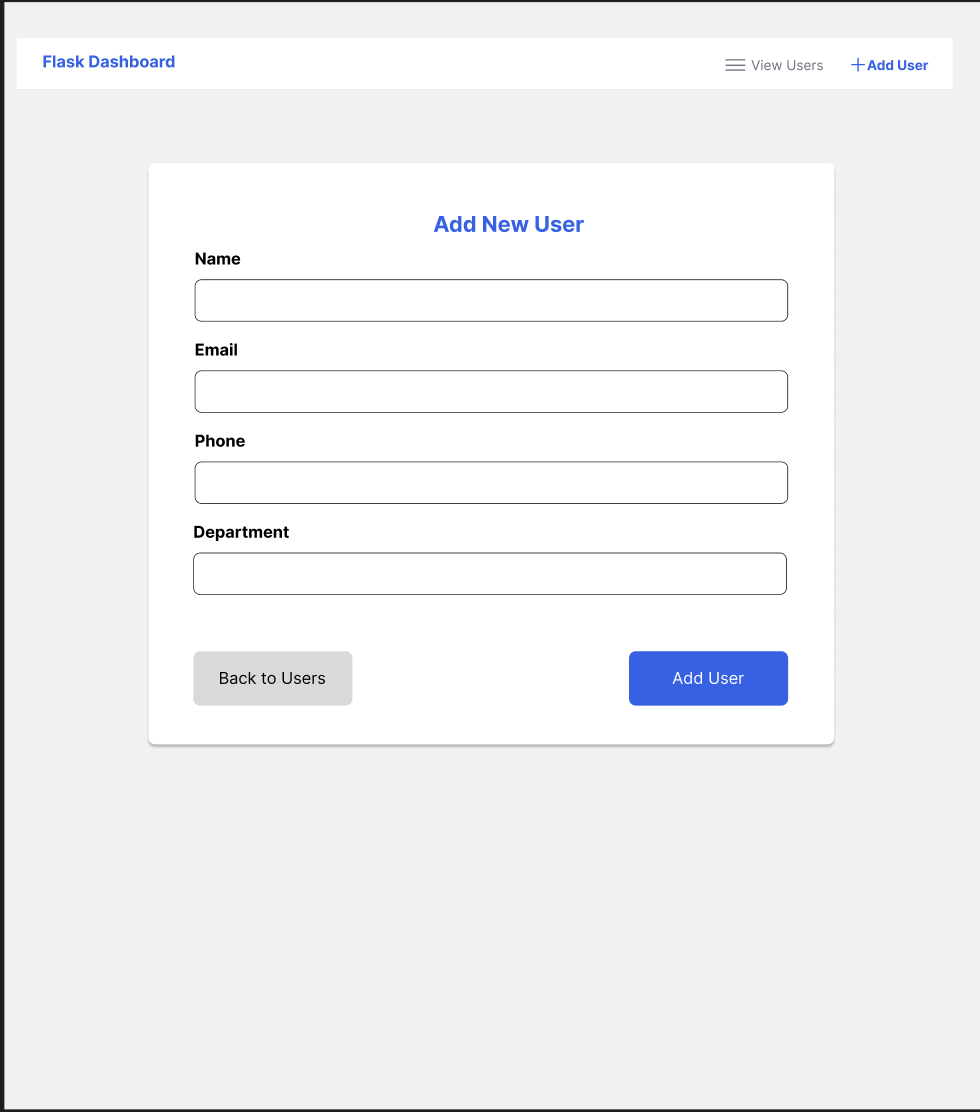 Flask Dashboard
View Users
Add User
Add New User
Name
Email
Phone
Department
Back to Users
Add User